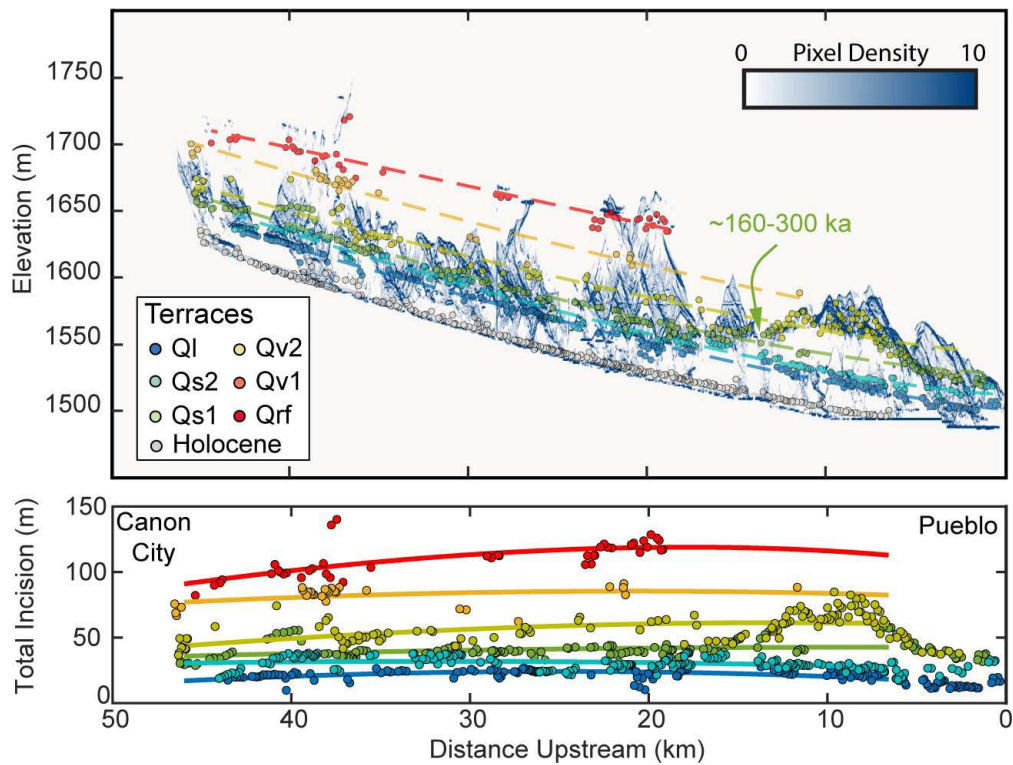 0 Pixel Density 10
Elevation (m)
1750
1700
1650
1600
1550
1500
~160-300 ka
Terraces
Ql Qv2
Qs2 Qv1
Qs1 Qrf
Holocene
Total Incision (m)
150
100
50
0
Canon
City
Pueblo
50 40 30 20 10 0
Distance Upstream (km)